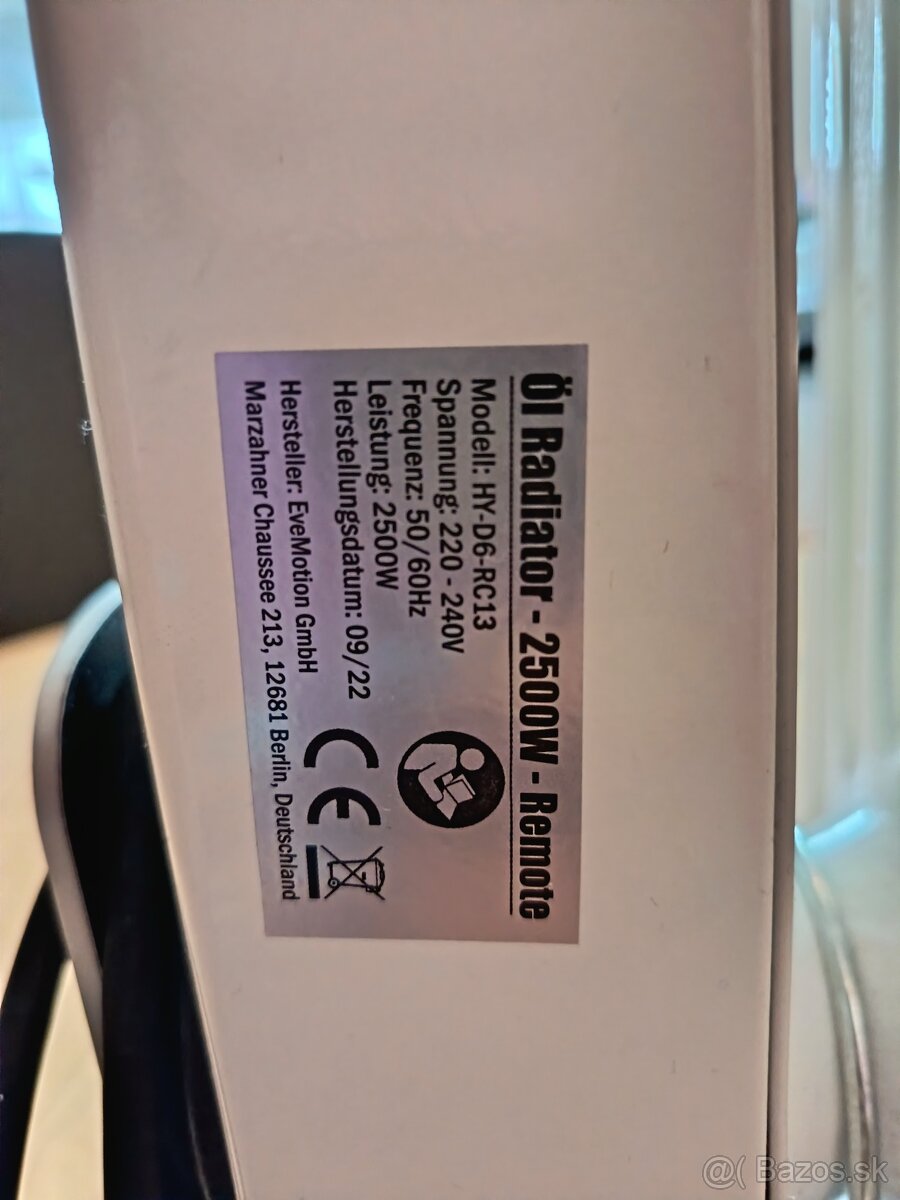 Öl Radiator - 2500W - Remote
Modell: HY-D6-RC13
Spannung: 220 - 240V
Frequenz: 50/60Hz
Leistung: 2500W
Herstellungsdatum: 09/22
CE
Hersteller: EveMotion GmbH
Marzahner Chaussee 213, 12681 Berlin, Deutschland
@( Bazos.sk